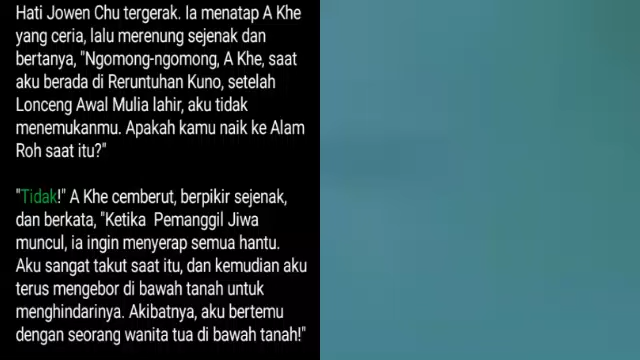 Hati Jowen Chu tergerak. Ia menatap A Khe
yang ceria, lalu merenung sejenak dan
bertanya, "Ngomong-ngomong, A Khe, saat
aku berada di Reruntuhan Kuno, setelah
Lonceng Awal Mulia lahir, aku tidak
menemukanmu. Apakah kamu naik ke Alam
Roh saat itu?"
"Tidak!" A Khe cemberut, berpikir sejenak,
dan berkata, "Ketika  Pemanggil Jiwa
muncul, ia ingin menyerap semua hantu.
Aku sangat takut saat itu, dan kemudian aku
terus mengebor di bawah tanah untuk
menghindarinya. Akibatnya, aku bertemu
dengan seorang wanita tua di bawah tanah!"